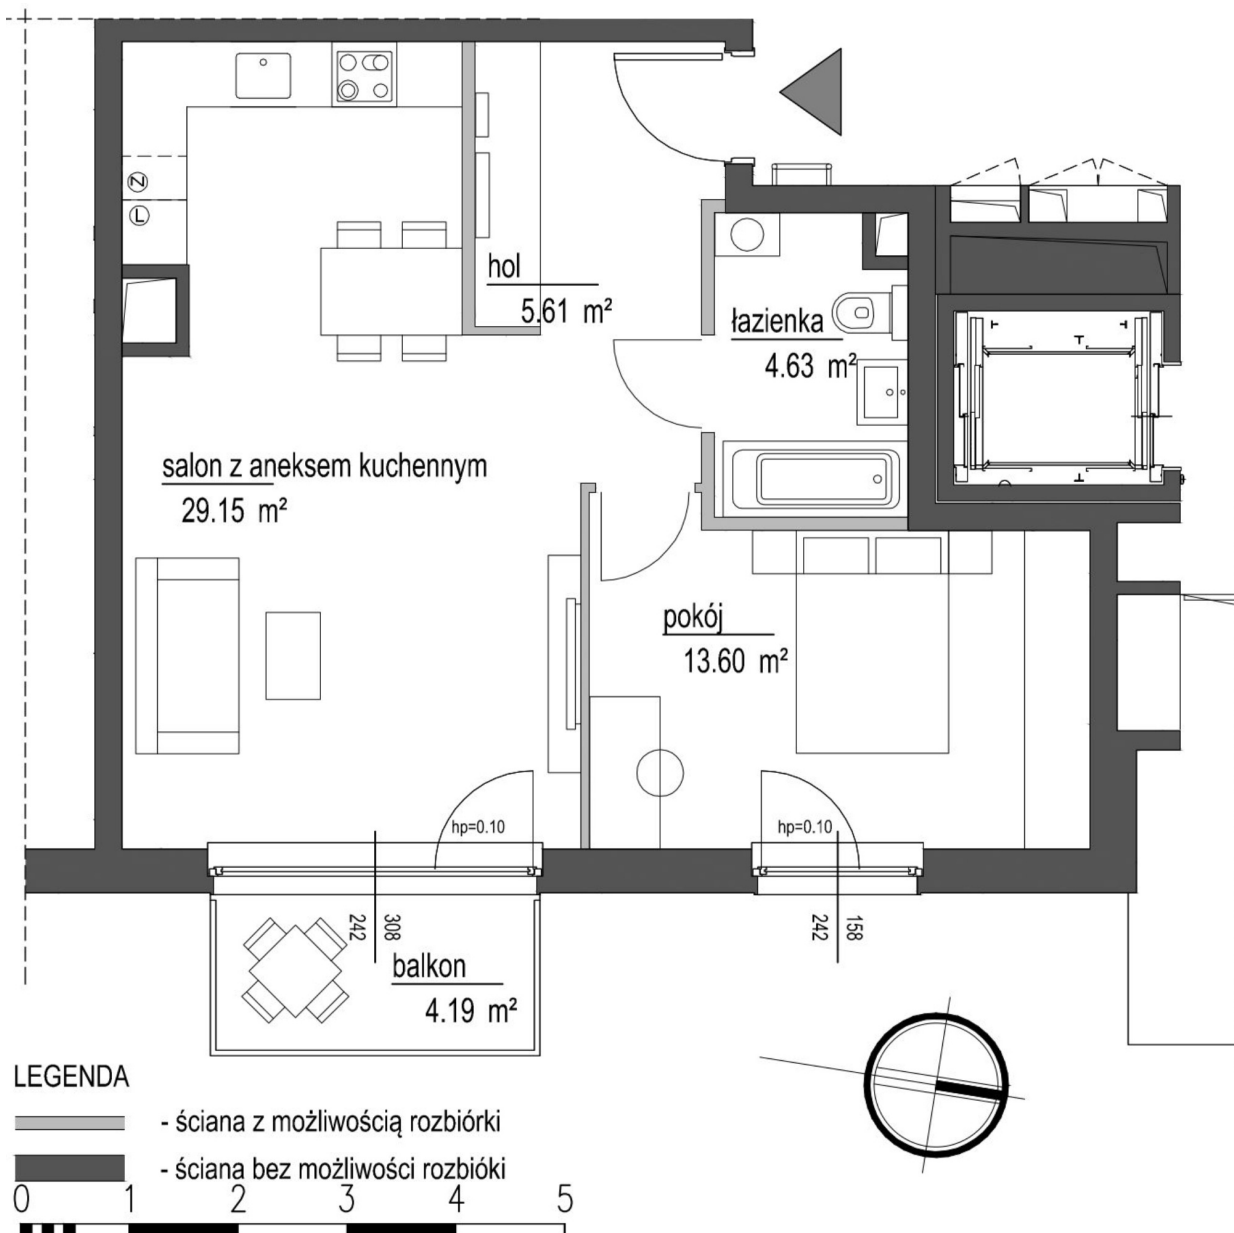 Z
L
hol
5.61 m²
łazienka
4.63 m²
salon z aneksem kuchennym
29.15 m²
pokój
13.60 m²
hp=0.10
hp=0.10
308
242
158
242
balkon
4.19 m²
LEGENDA
- ściana z możliwością rozbiórki
- ściana bez możliwości rozbióki
0 1 2 3 4 5